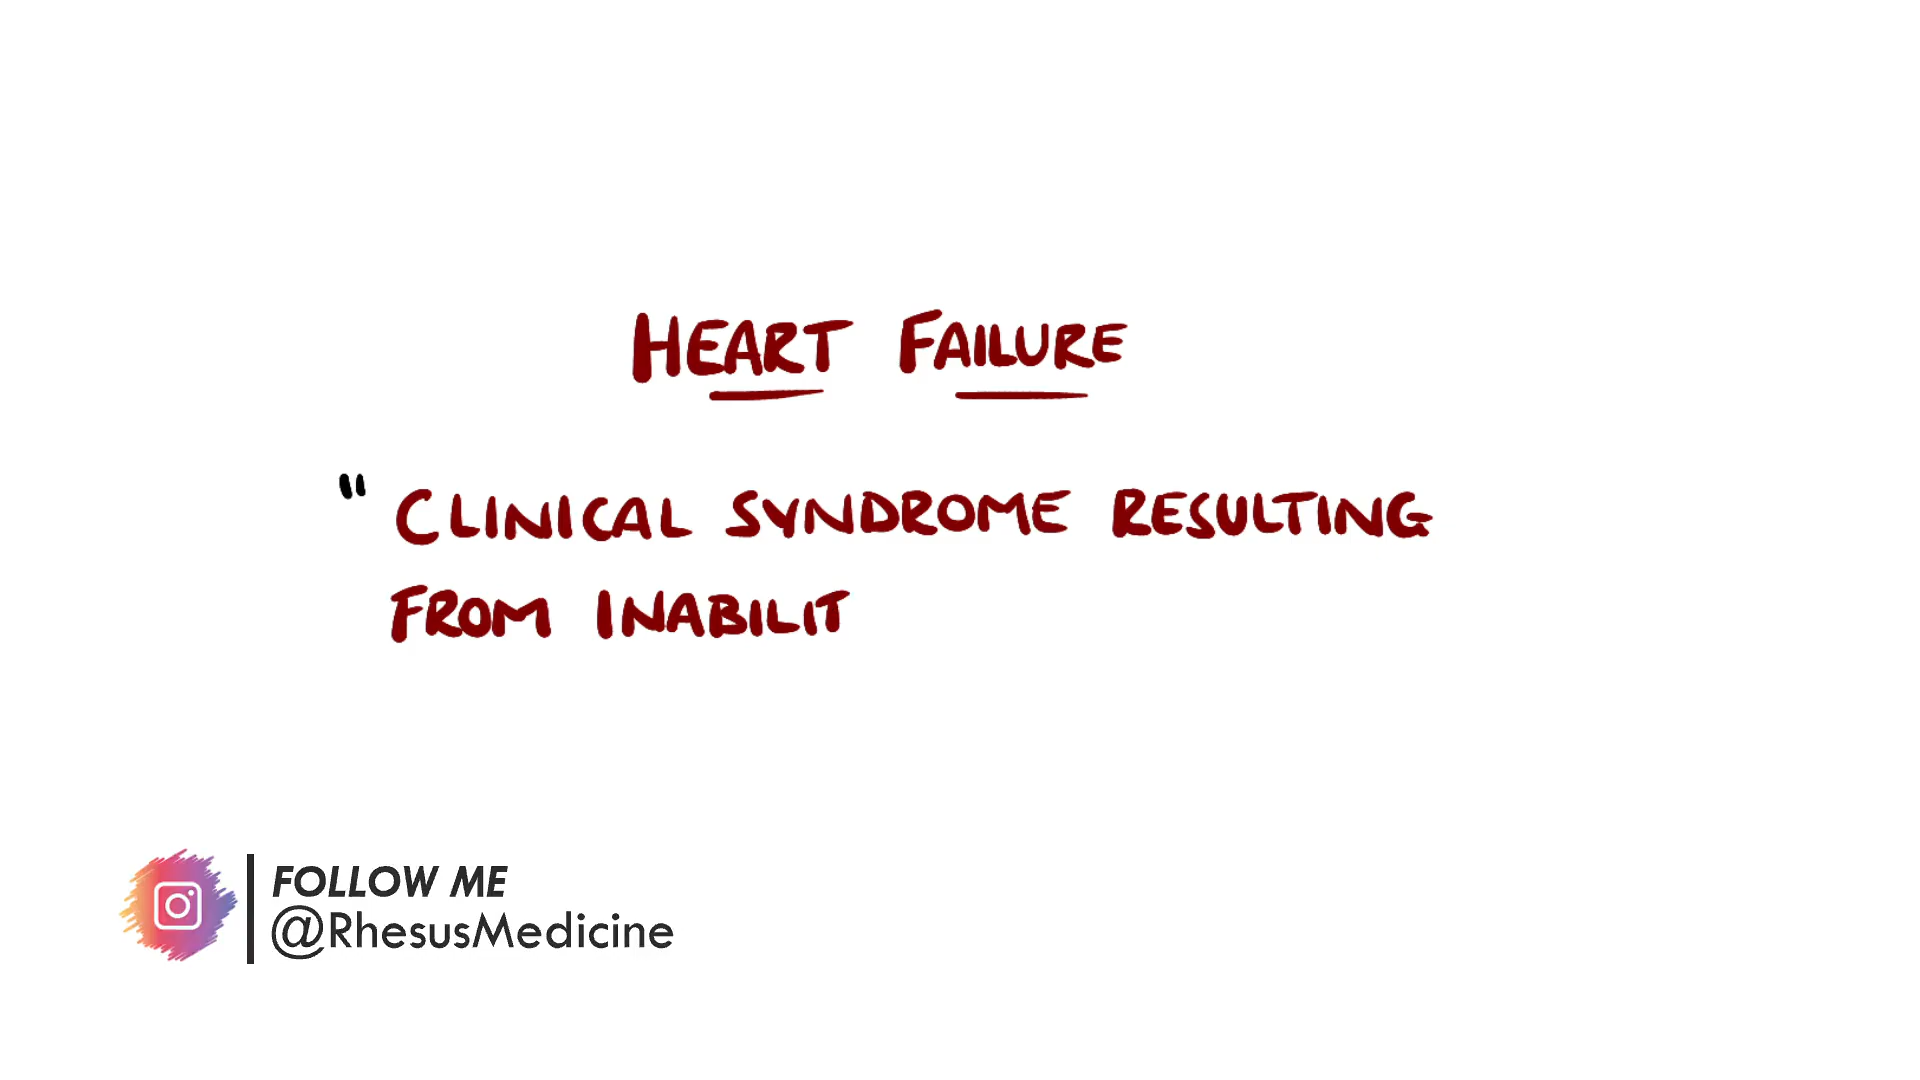 HEART FAILURE
" CLINICAL SYNDROME RESULTING
FROM INABILIT
FOLLOW ME
@RhesusMedicine